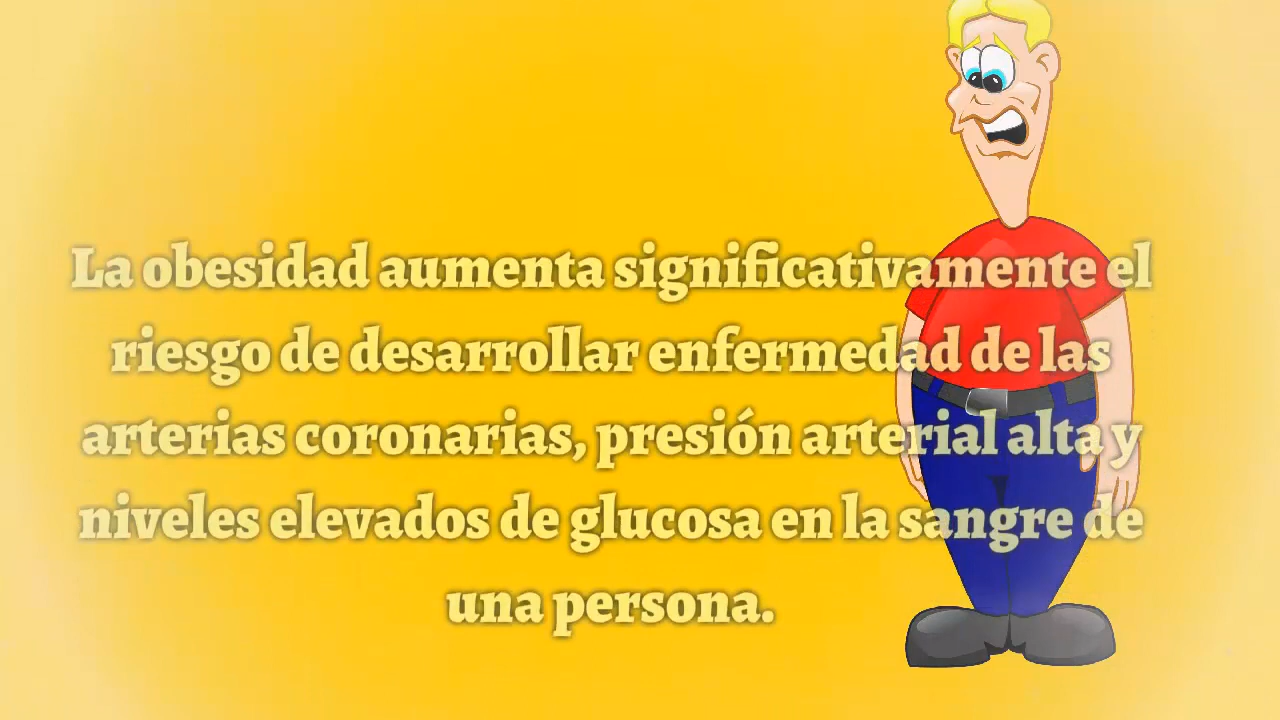 La obesidad aumenta significativamente el
riesgo de desarrollar enfermedad de las
arterias coronarias, presión arterial alta y
niveles elevados de glucosa en la sangre de
una persona.